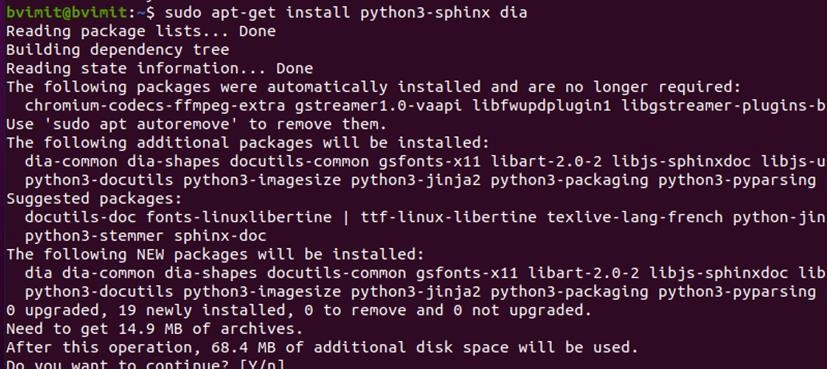 bvimit@bvimit:~$ sudo apt-get install python3-sphinx dia
Reading package lists... Done
Building dependency tree
Reading state information... Done
The following packages were automatically installed and are no longer required:
chromium-codecs-ffmpeg-extra gstreamer1.0-vaapi libfwupdplugin1 libgstreamer-plugins-b
Use 'sudo apt autoremove' to remove them.
The following additional packages will be installed:
dia-common dia-shapes docutils-common gsfonts-x11 libart-2.0-2 libjs-sphinxdoc libjs-u
python3-docutils python3-imagesize python3-jinja2 python3-packaging python3-pyparsing
Suggested packages:
docutils-doc fonts-linuxlibertine | ttf-linux-libertine texlive-lang-french python-jin
python3-stemmer sphinx-doc
The following NEW packages will be installed:
dia dia-common dia-shapes docutils-common gsfonts-x11 libart-2.0-2 libjs-sphinxdoc lib
python3-docutils python3-imagesize python3-jinja2 python3-packaging python3-pyparsing
0 upgraded, 19 newly installed, 0 to remove and 0 not upgraded.
Need to get 14.9 MB of archives.
After this operation, 68.4 MB of additional disk space will be used.
Do you want to continue? [Y/n]